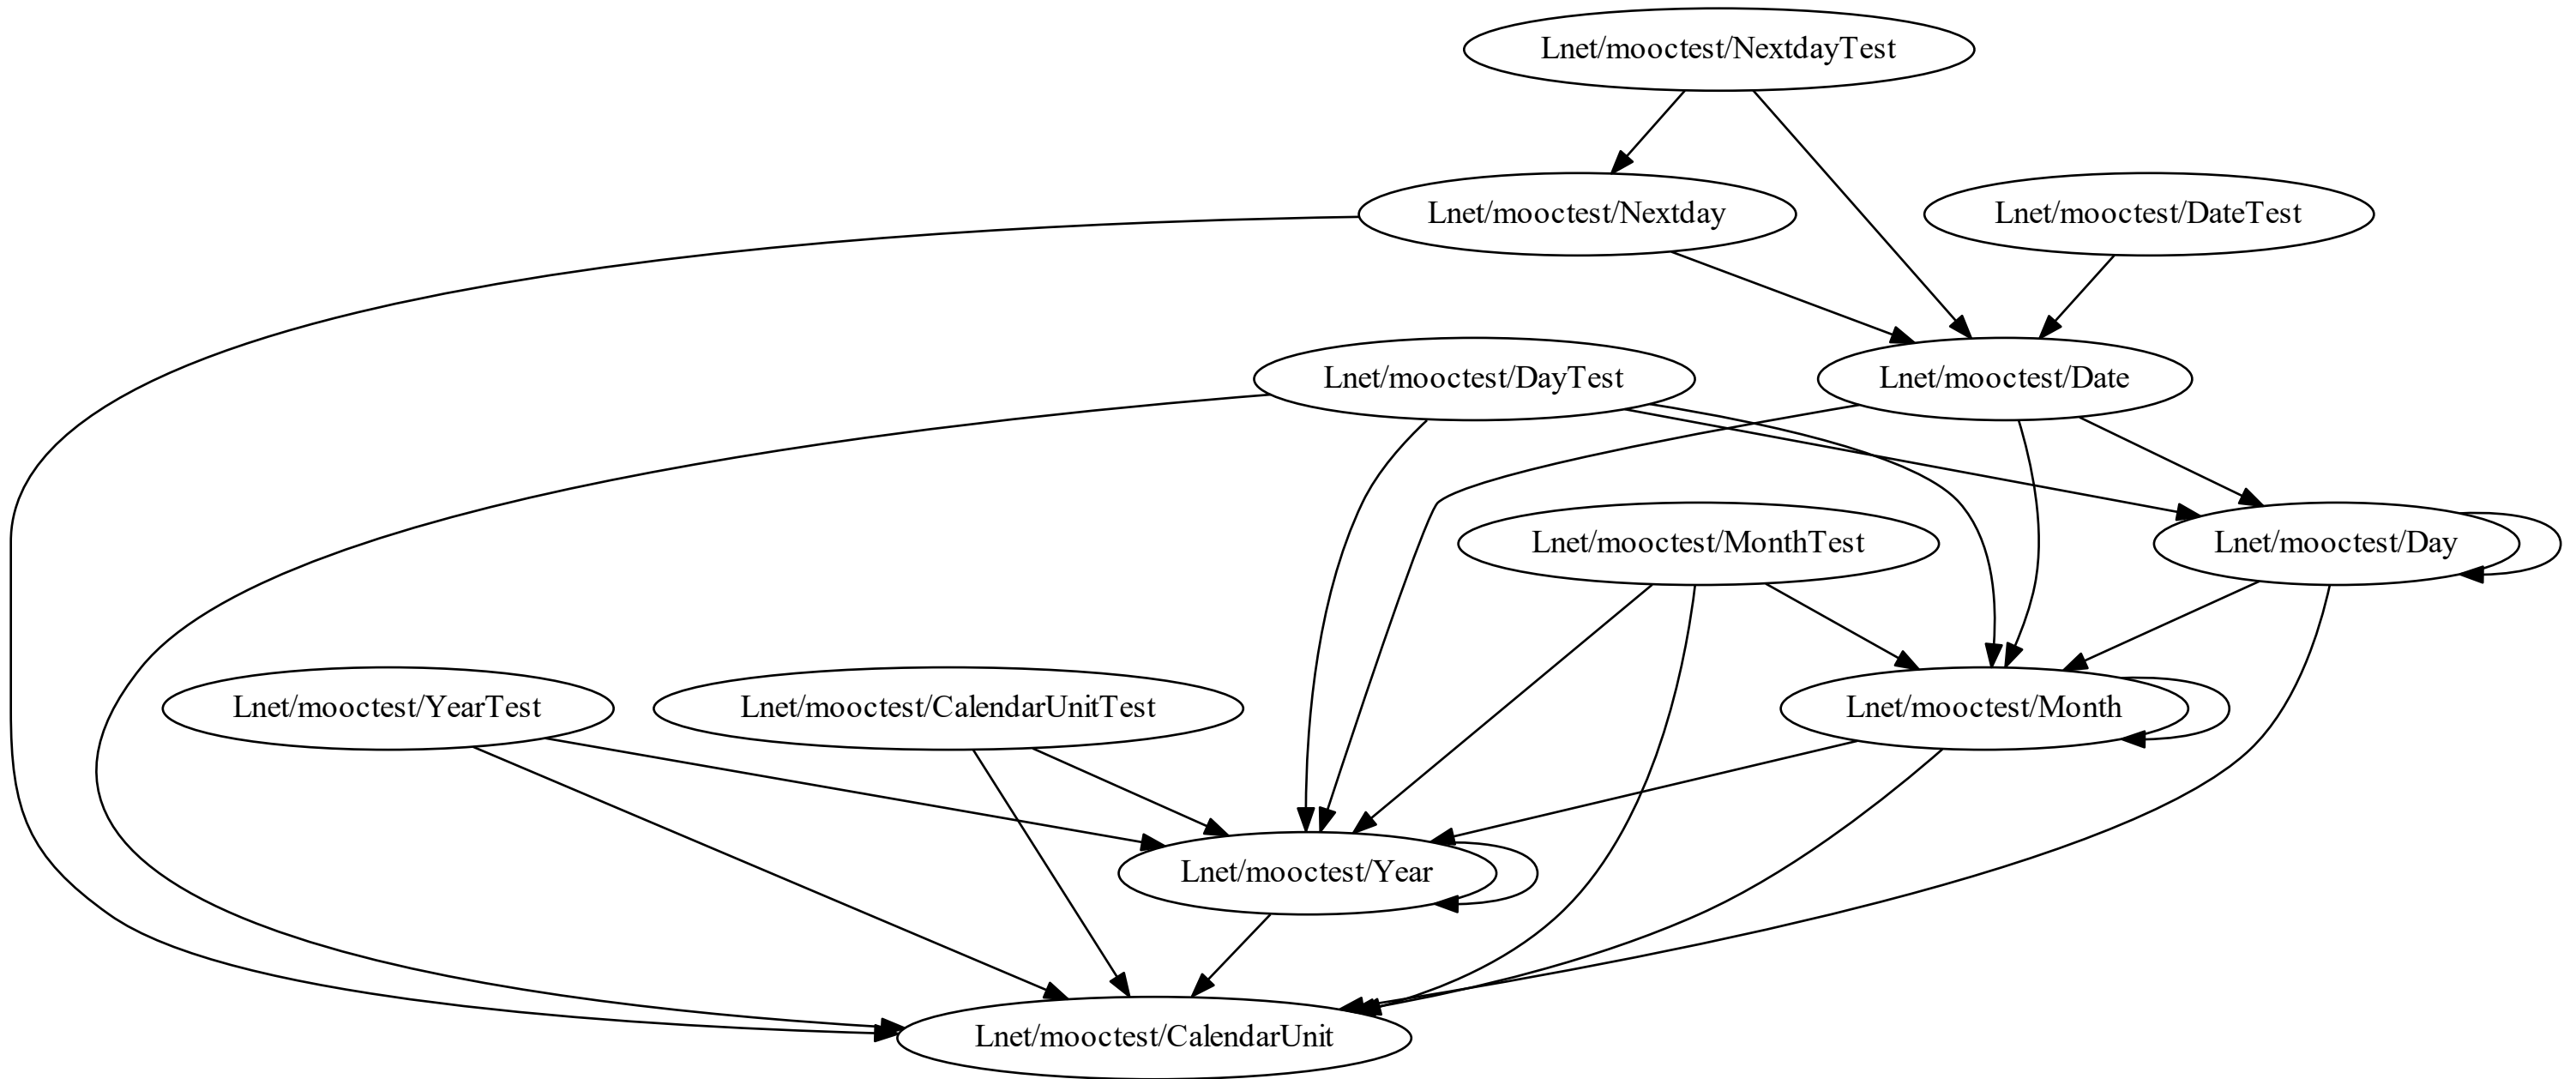 Lnet/mooctest/NextdayTest
Lnet/mooctest/Nextday
Lnet/mooctest/DateTest
Lnet/mooctest/DayTest
Lnet/mooctest/Date
Lnet/mooctest/MonthTest
Lnet/mooctest/Day
Lnet/mooctest/YearTest
Lnet/mooctest/CalendarUnitTest
Lnet/mooctest/Month
Lnet/mooctest/Year
Lnet/mooctest/CalendarUnit